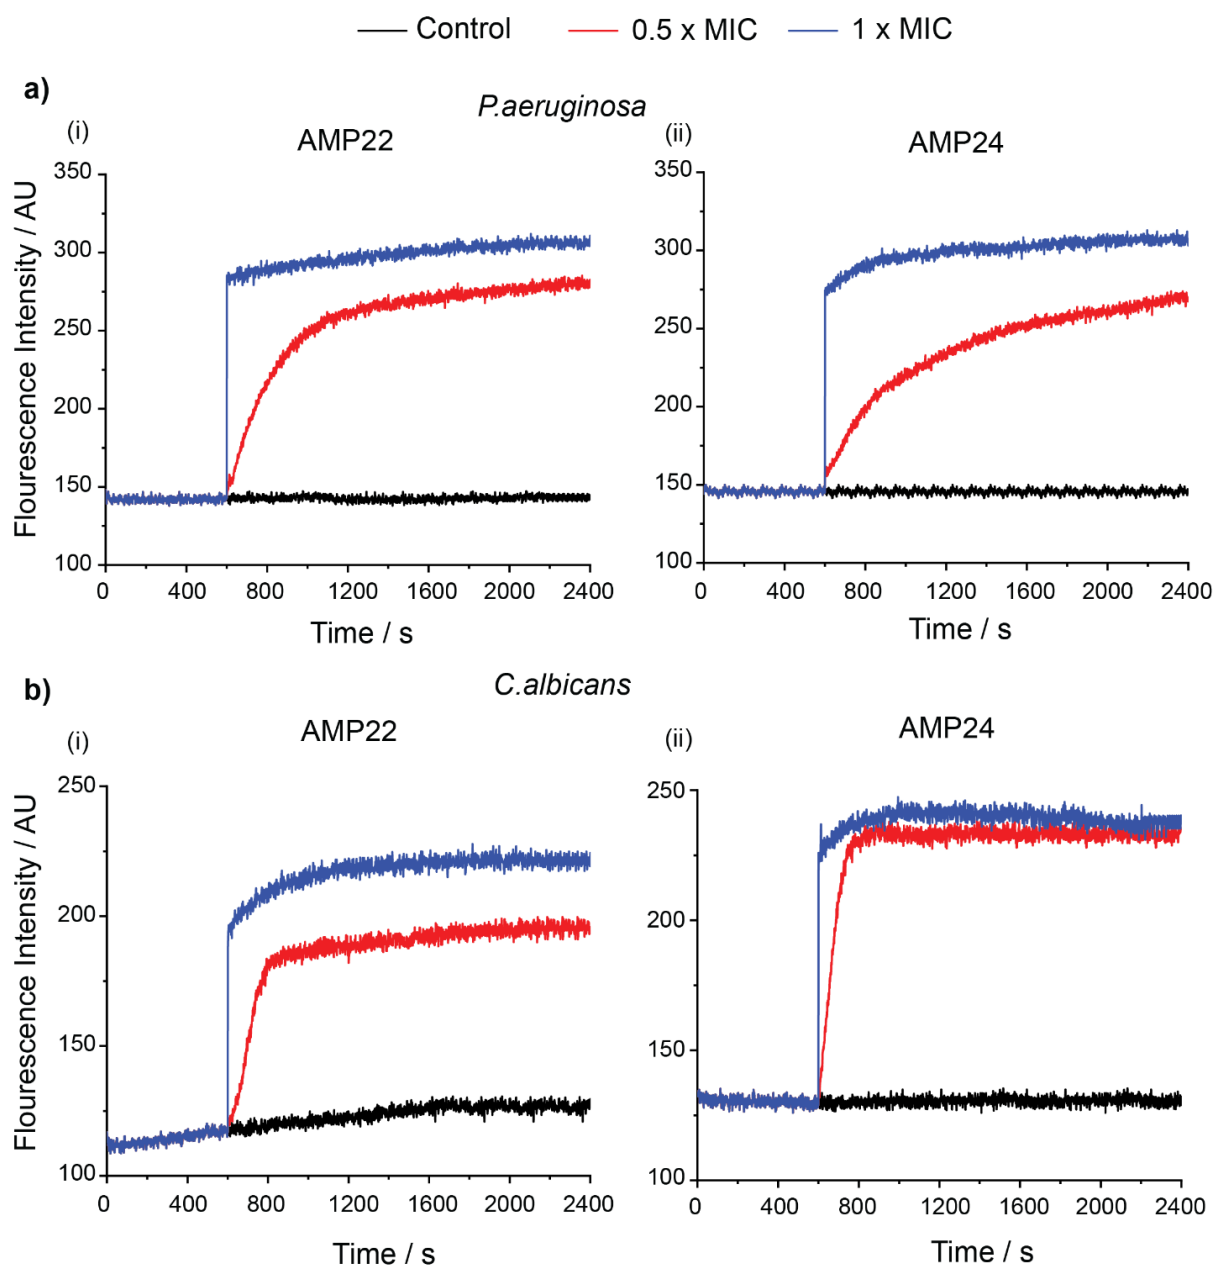 Control 0.5 x MIC 1 x MIC
a)
P.aeruginosa
(i) AMP22
(ii) AMP24
Flourescence Intensity / AU
350
300
250
200
150
100
0 400 800 1200 1600 2000 2400
Time / s
350
300
250
200
150
100
0 400 800 1200 1600 2000 2400
Time / s
b)
C.albicans
(i) AMP22
(ii) AMP24
Flourescence Intensity / AU
250
200
150
100
0 400 800 1200 1600 2000 2400
Time / s
250
200
150
100
0 400 800 1200 1600 2000 2400
Time / s